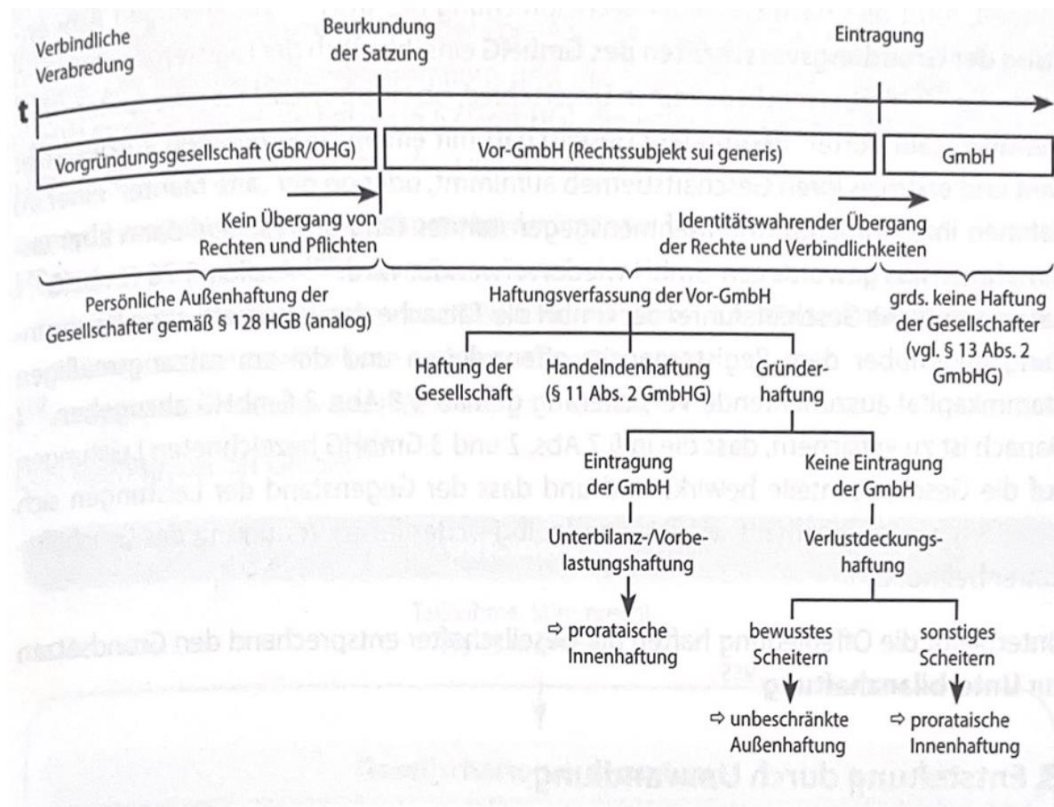 Verbindliche
Verabredung
Beurkundung
der Satzung
Eintragung
t
Vorgründungsgesellschaft (GbR/OHG)
Vor-GmbH (Rechtssubjekt sui generis)
GmbH
Kein Übergang von
Rechten und Pflichten
Identitätswahrender Übergang
der Rechte und Verbindlichkeiten
Persönliche Außenhaftung der
Gesellschafter gemäß § 128 HGB (analog)
Haftungsverfassung der Vor-GmbH
grds. keine Haftung
der Gesellschafter
(vgl. § 13 Abs. 2
GmbHG)
Haftung der
Gesellschaft
Handelndenhaftung
(§ 11 Abs. 2 GmbHG)
Gründer-
haftung
Eintragung
der GmbH
Keine Eintragung
der GmbH
Unterbilanz-/Vorbe-
lastungshaftung
Verlustdeckungs-
haftung
⇨ proratarische
Innenhaftung
bewusstes
Scheitern
sonstiges
Scheitern
⇨ unbeschränkte
Außenhaftung
⇨ proratarische
Innenhaftung